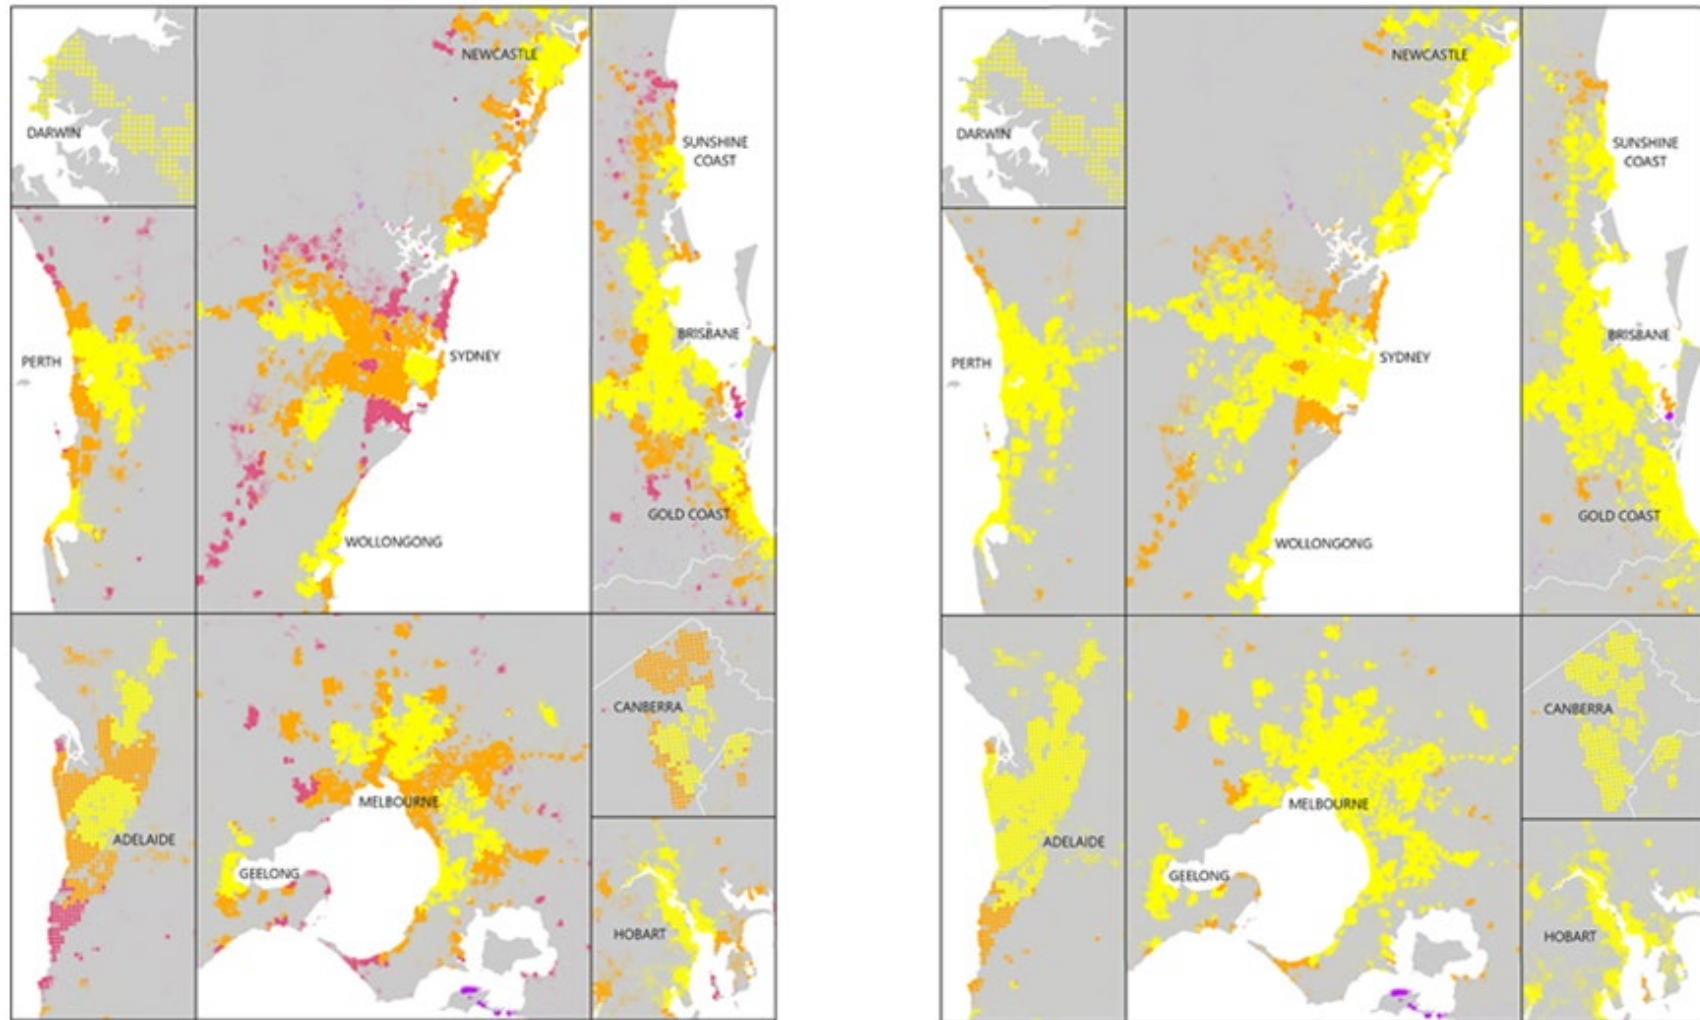 NEWCASTLE
DARWIN
SUNSHINE
COAST
BRISBANE
PERTH
SYDNEY
GOLD COAST
WOLLONGONG
CANBERRA
MELBOURNE
ADELAIDE
GEELONG
HOBART
NEWCASTLE
DARWIN
SUNSHINE
COAST
BRISBANE
SYDNEY
PERTH
GOLD COAST
WOLLONGONG
CANBERRA
MELBOURNE
ADELAIDE
GEELONG
HOBART